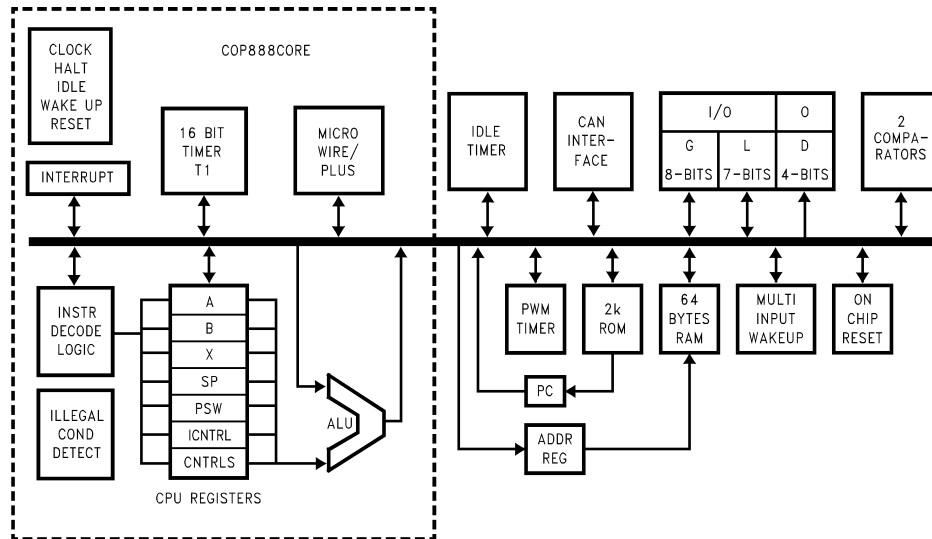 COP888CORE
CLOCK
HALT
IDLE
WAKE UP
RESET
INTERRUPT
16 BIT
TIMER
T1
MICRO
WIRE/
PLUS
IDLE
TIMER
CAN
INTER-
FACE
I/O
O
G
L
D
8-BITS
7-BITS
4-BITS
2
COMPA-
RATORS
INSTR
DECODE
LOGIC
ILLEGAL
COND
DETECT
A
B
X
SP
PSW
ICNTRL
CNTRLS
CPU REGISTERS
ALU
PWM
TIMER
2k
ROM
64
BYTES
RAM
MULTI
INPUT
WAKEUP
ON
CHIP
RESET
PC
ADDR
REG